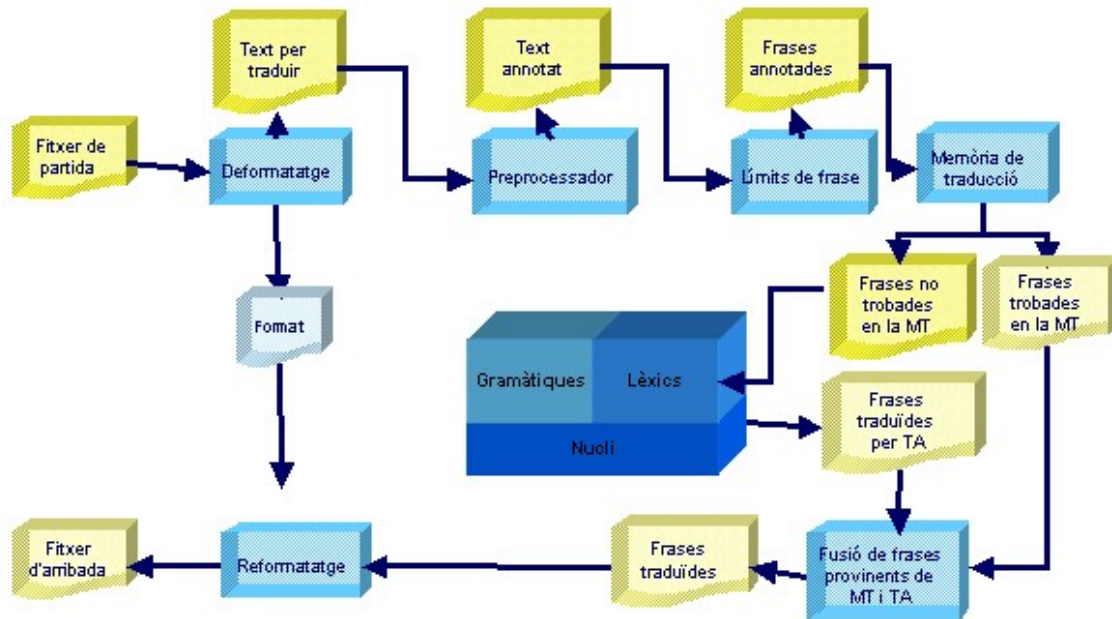 Text per
traduir
Text
annotat
Frases
annotades
Fitxer de
partida
Deformatatge
Preprocessador
Límits de frase
Memòria de
traducció
Frases no
trobades
en la MT
Frases
trobades
en la MT
Format
Gramàtiques
Lèxics
Nucli
Frases
traduïdes
per TA
Fitxer
d'arribada
Reformatatge
Frases
traduïdes
Fusió de frases
provinents de
MT i TA